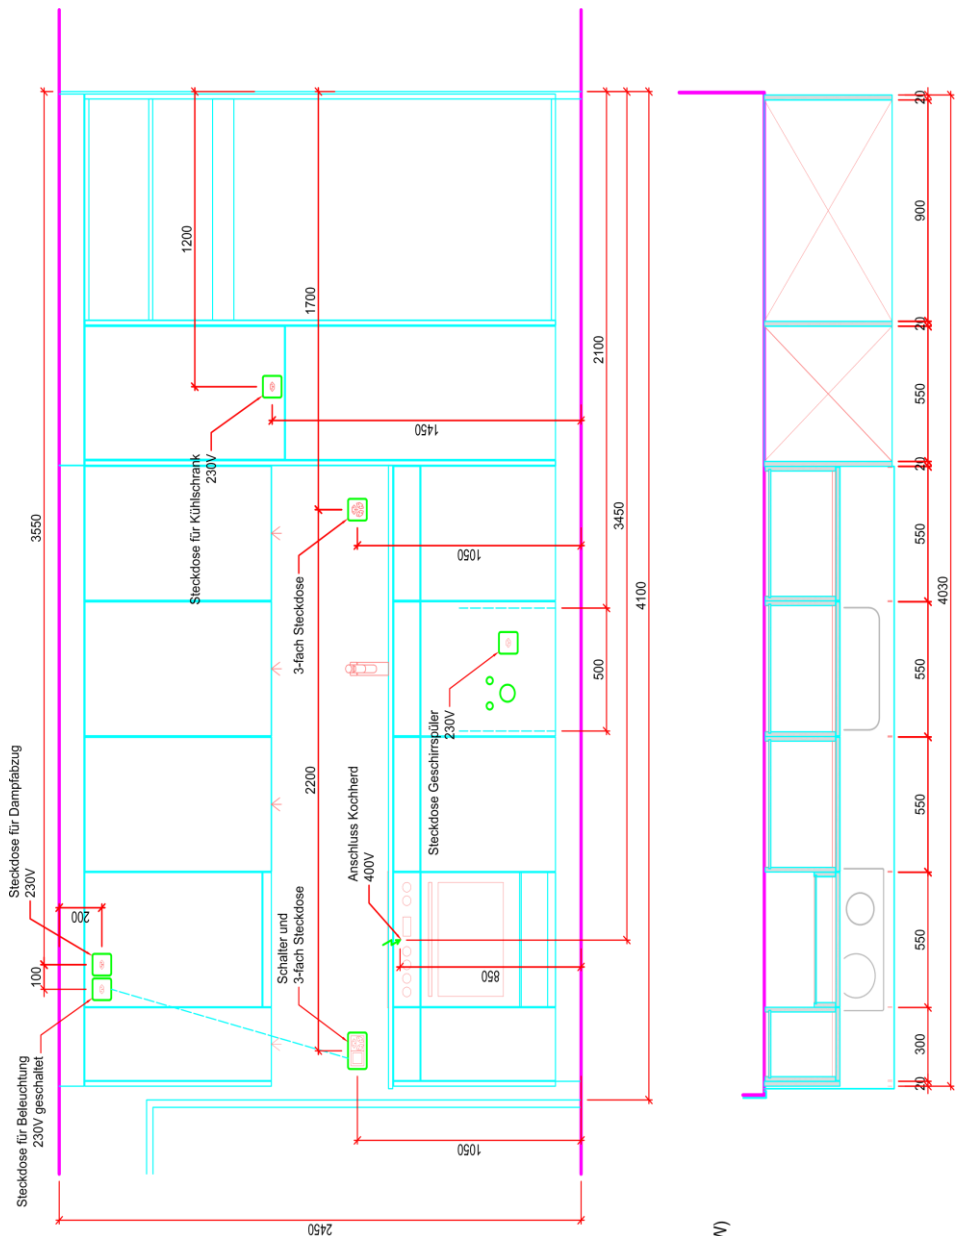 Steckdose für Beleuchtung
230V geschaltet
Steckdose für Dampfabzug
230V
Schalter und
3-fach Steckdose
Anschluss Kochherd
400V
Steckdose Geschirrspüler
230V
3-fach Steckdose
Steckdose für Kühlschrank
230V
3550
100
200
1200
1700
2200
1450
1050
1050
850
2100
500
3450
4100
2450
20
300
550
550
550
550
20
550
20
900
20
4030
W)